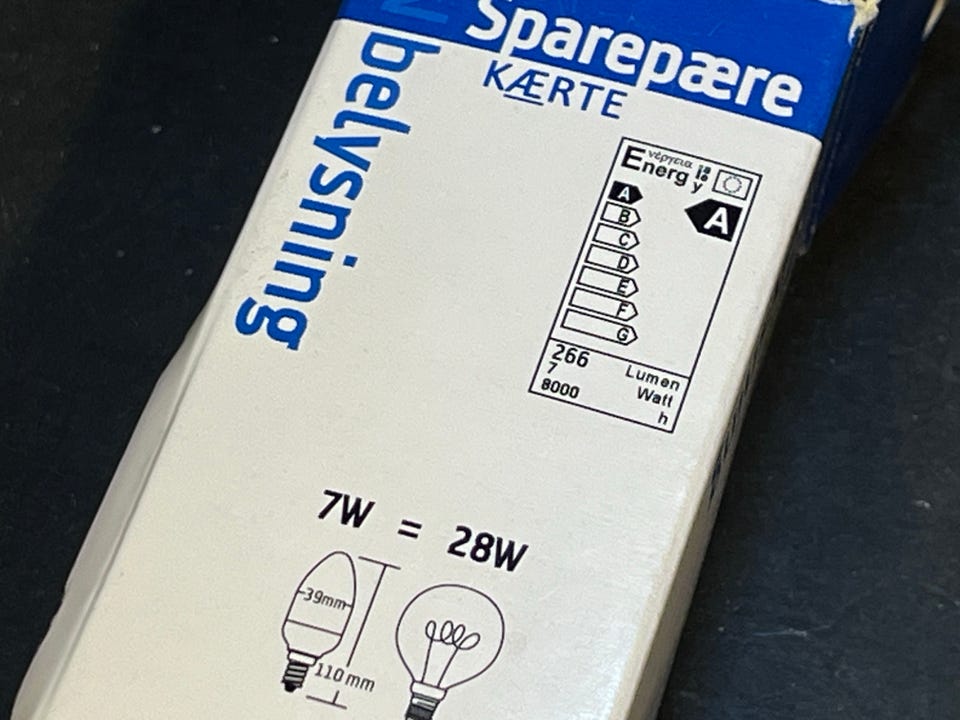 Sparepære
KÆRTE
belysning
Energy
A
A
B
C
D
E
F
G
266 Lumen
7 Watt
8000 h
7W = 28W
39mm
110mm